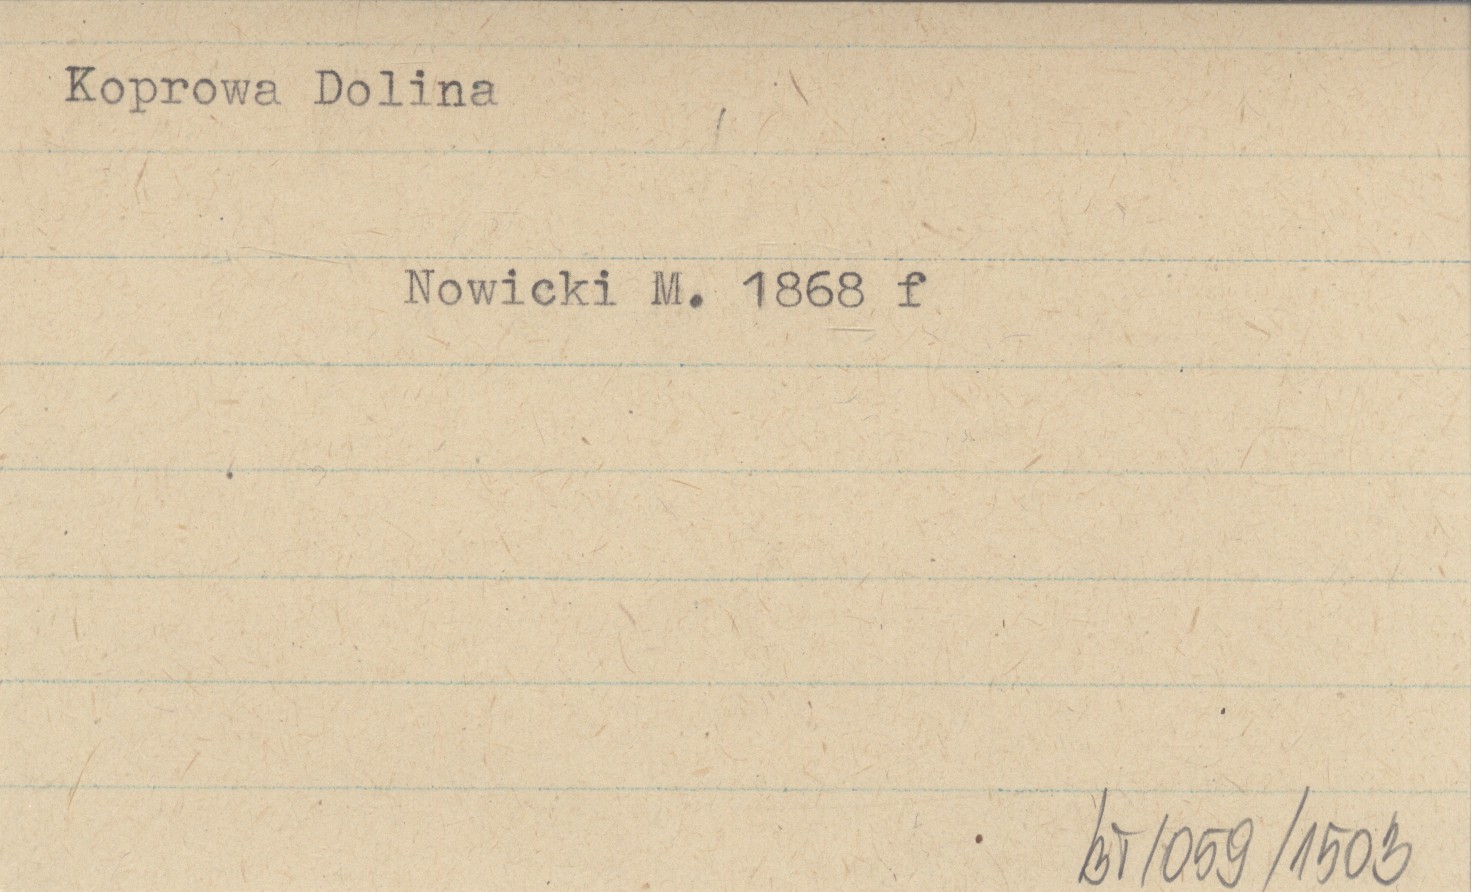 Koprowa Dolina
Nowicki M. 1868 f
BT/059/1503